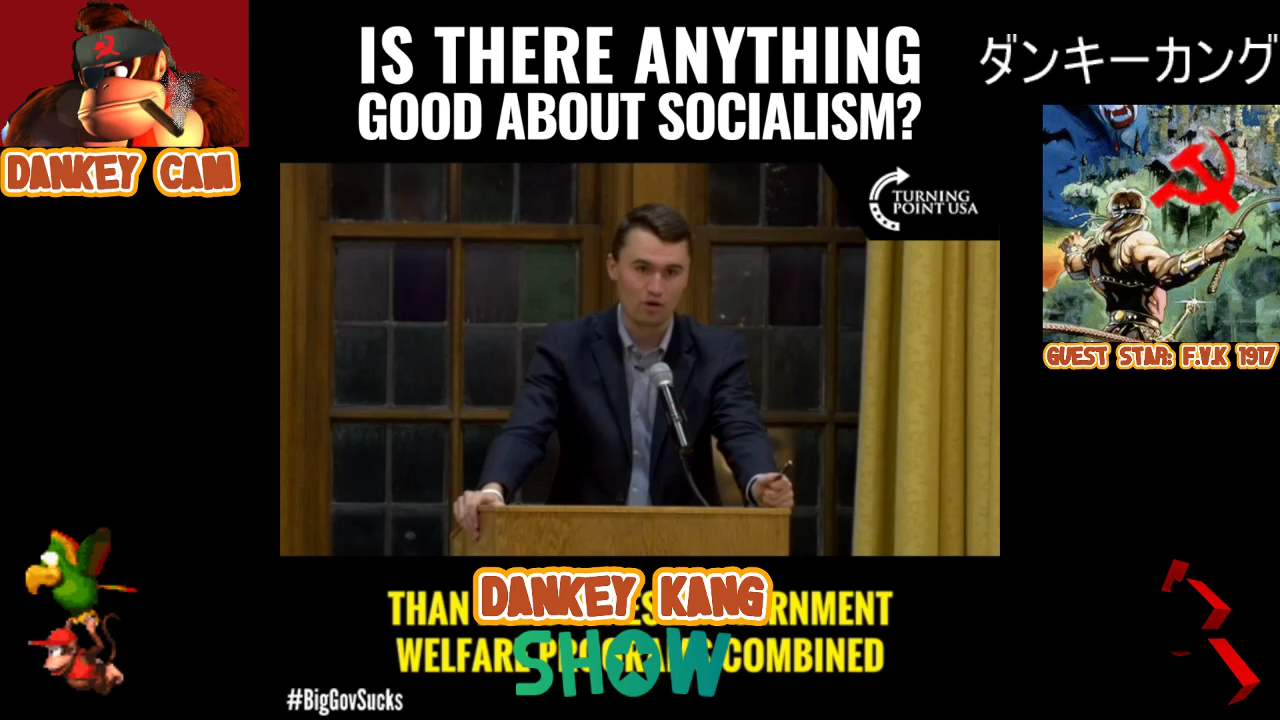 IS THERE ANYTHING
GOOD ABOUT SOCIALISM?
ダンキーカング
DANKEY CAM
TURNING
POINT USA
GUEST STAR: F.V.K 1917
THAN
RNMENT
DANKEY KANG
WELFARE PROGRAMS COMBINED
SHOW
#BigGovSucks